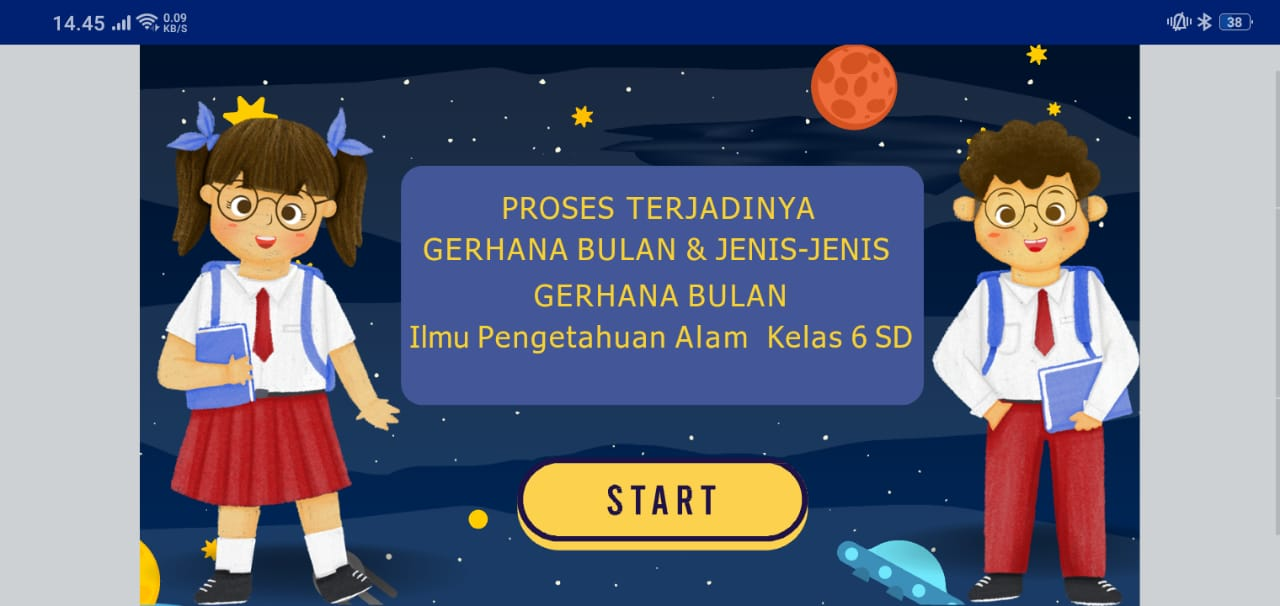 14.45 0.09 KB/S 38
PROSES TERJADINYA
GERHANA BULAN & JENIS-JENIS
GERHANA BULAN
Ilmu Pengetahuan Alam Kelas 6 SD
START